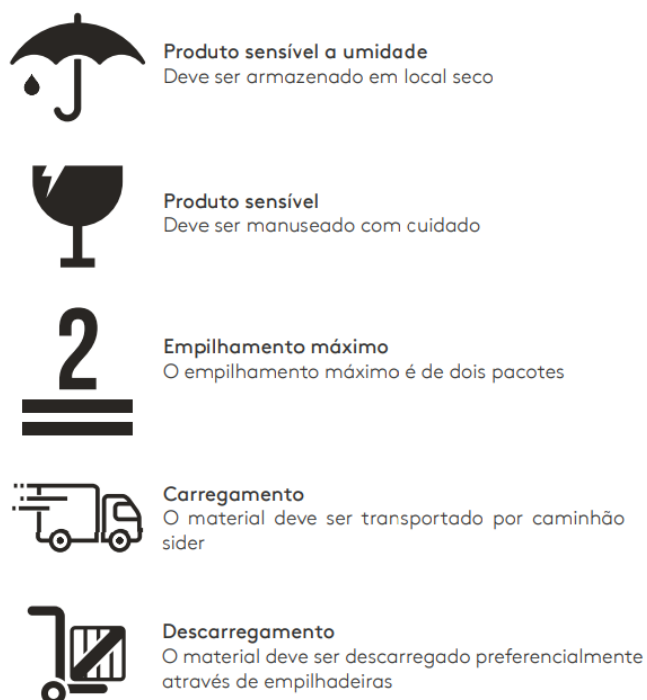 Produto sensível a umidade
Deve ser armazenado em local seco
Produto sensível
Deve ser manuseado com cuidado
2
Empilhamento máximo
O empilhamento máximo é de dois pacotes
Carregamento
O material deve ser transportado por caminhão
sider
Descarregamento
O material deve ser descarregado preferencialmente
através de empilhadeiras